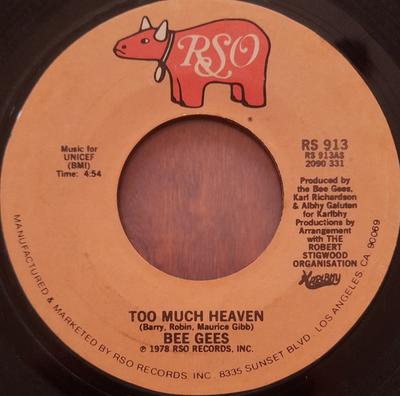 RSO
Music for
UNICEF
(BMI)
Time: 4:54
RS 913
RS 913AS
2090 331
Produced by
the Bee Gees,
Karl Richardson
& Albhy Galuten
for Karlbhy
Productions by
Arrangement
with THE
ROBERT
STIGWOOD
ORGANISATION
Karlbhy
TOO MUCH HEAVEN
(Barry, Robin, Maurice Gibb)
BEE GEES
℗ 1978 RSO RECORDS, INC.
MANUFACTURED & MARKETED BY RSO RECORDS, INC. 8335 SUNSET BLVD. LOS ANGELES, CA. 90069